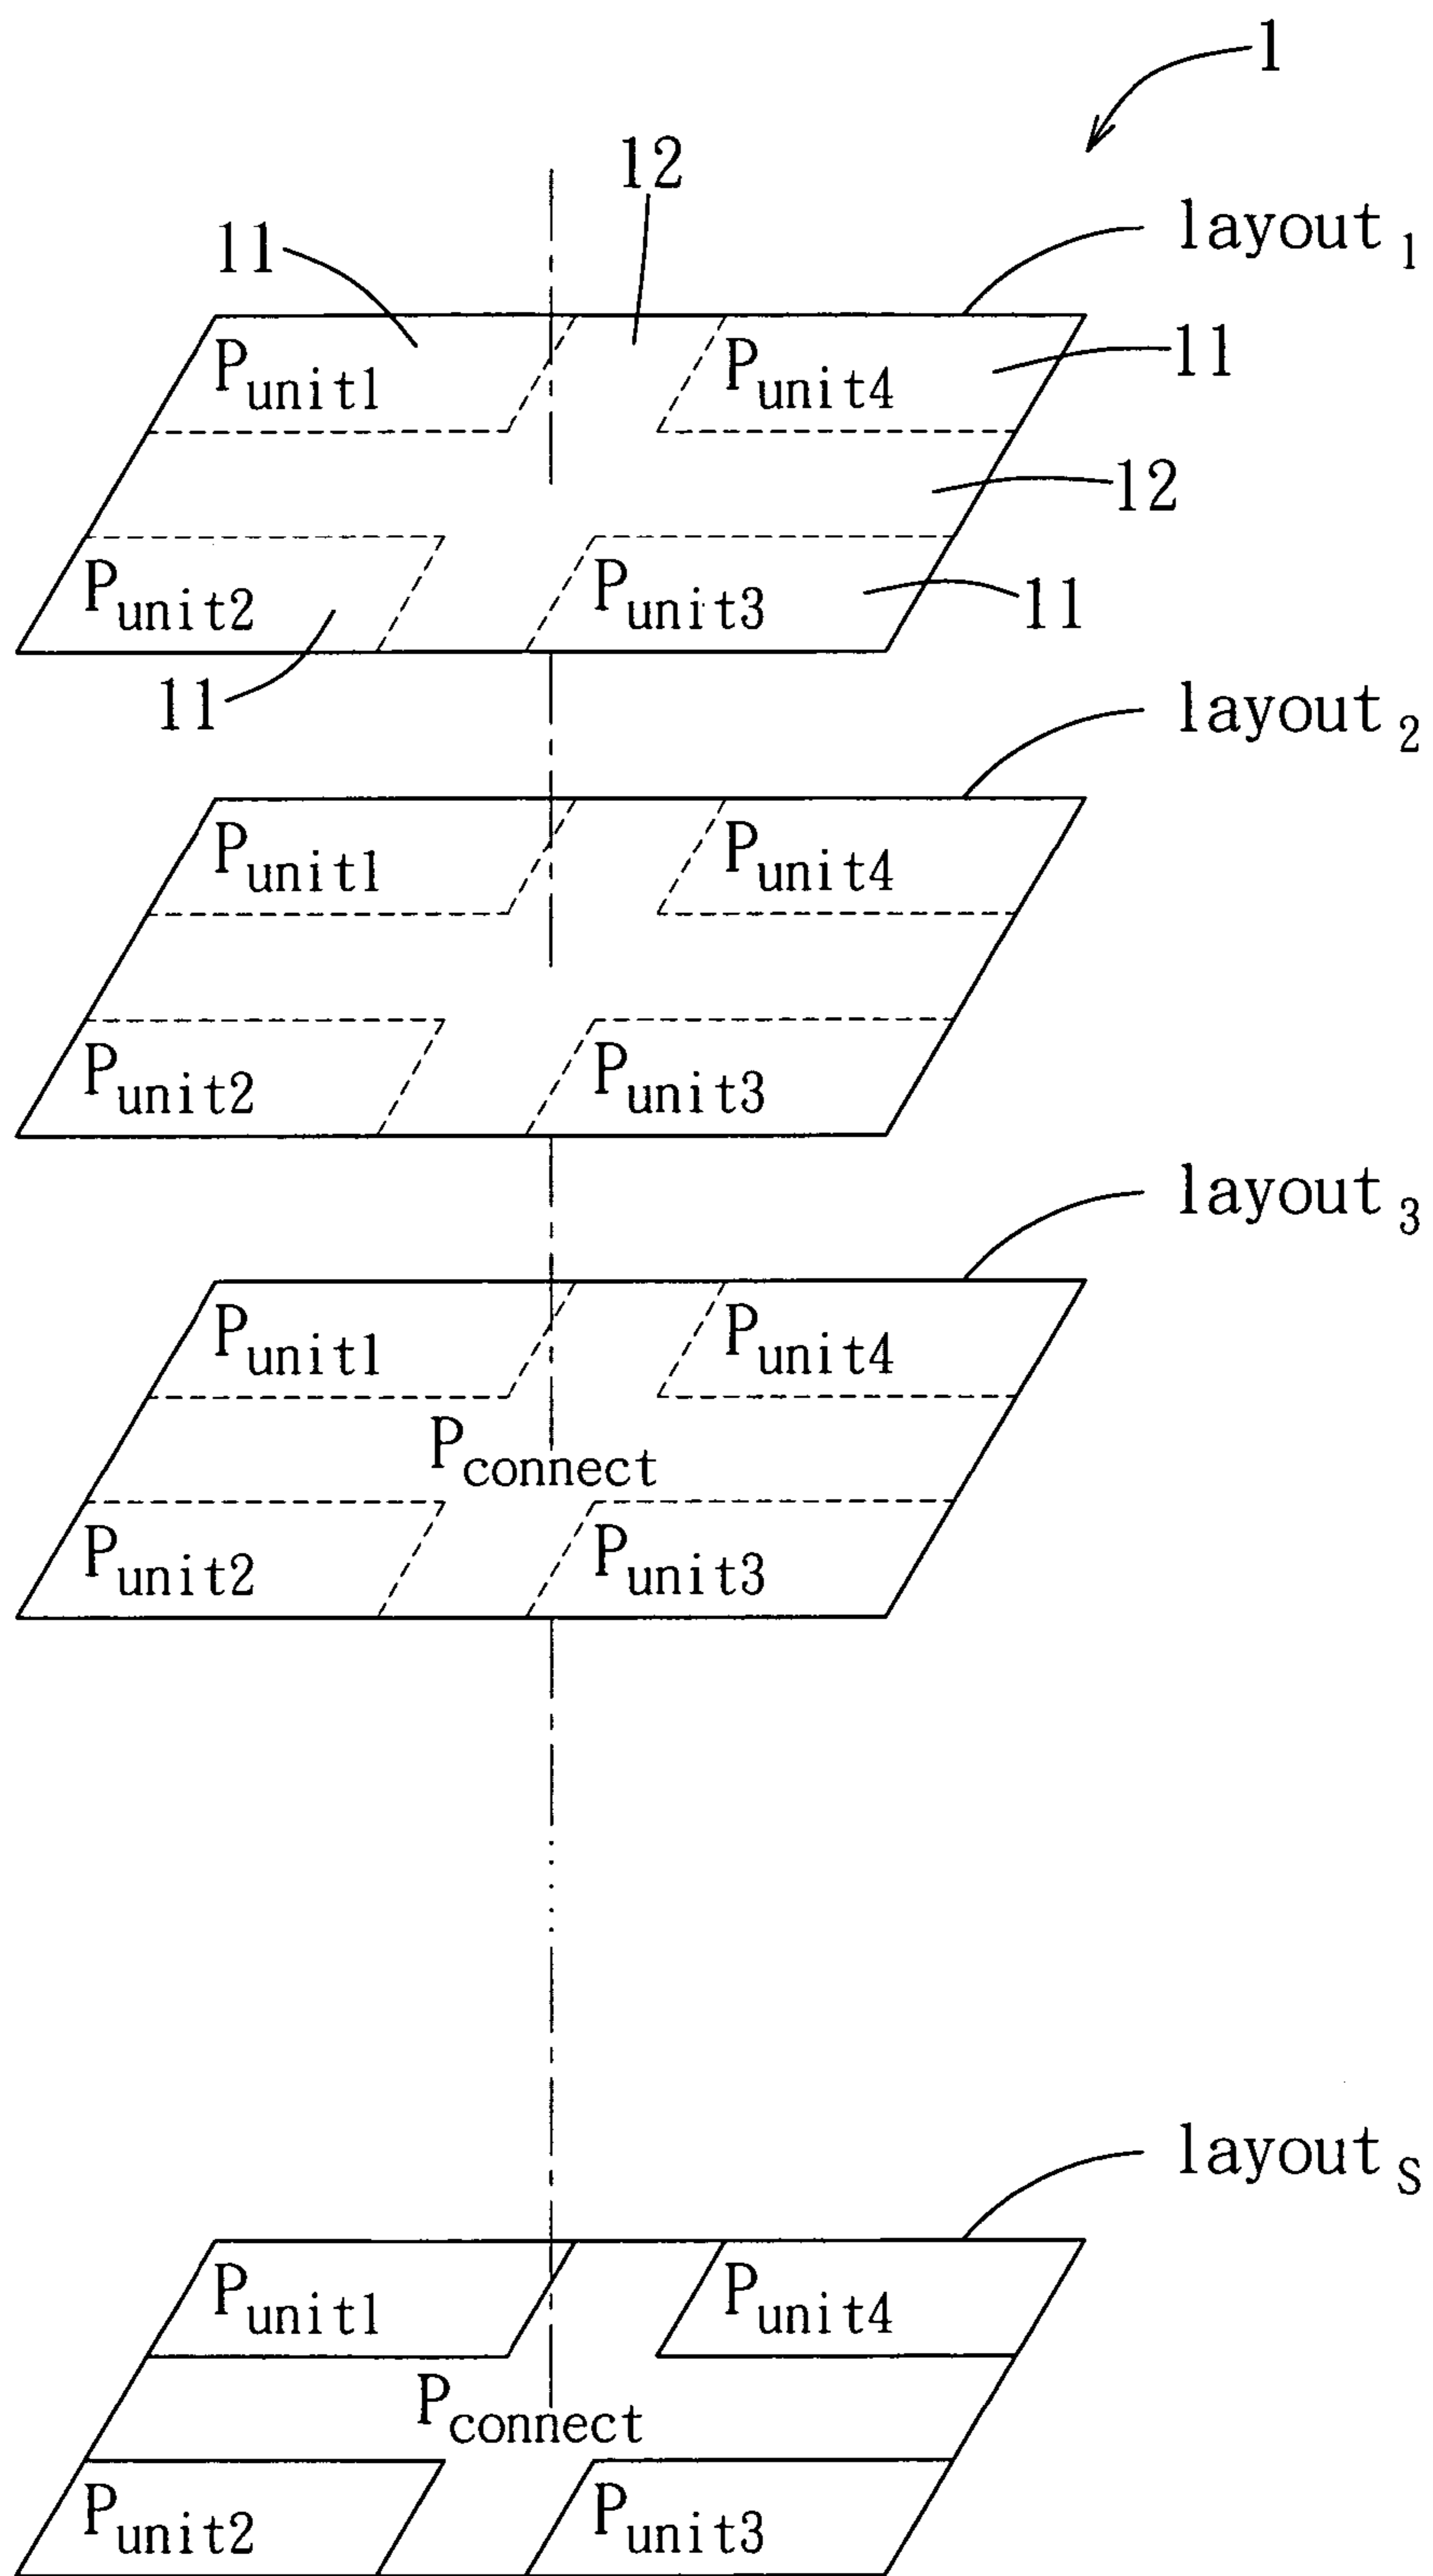 1
12
layout1
11
Punit1 Punit4 11
12
Punit2 Punit3 11
11
layout2
Punit1 Punit4
Punit2 Punit3
layout3
Punit1 Punit4
Pconnect
Punit2 Punit3
layoutS
Punit1 Punit4
Pconnect
Punit2 Punit3